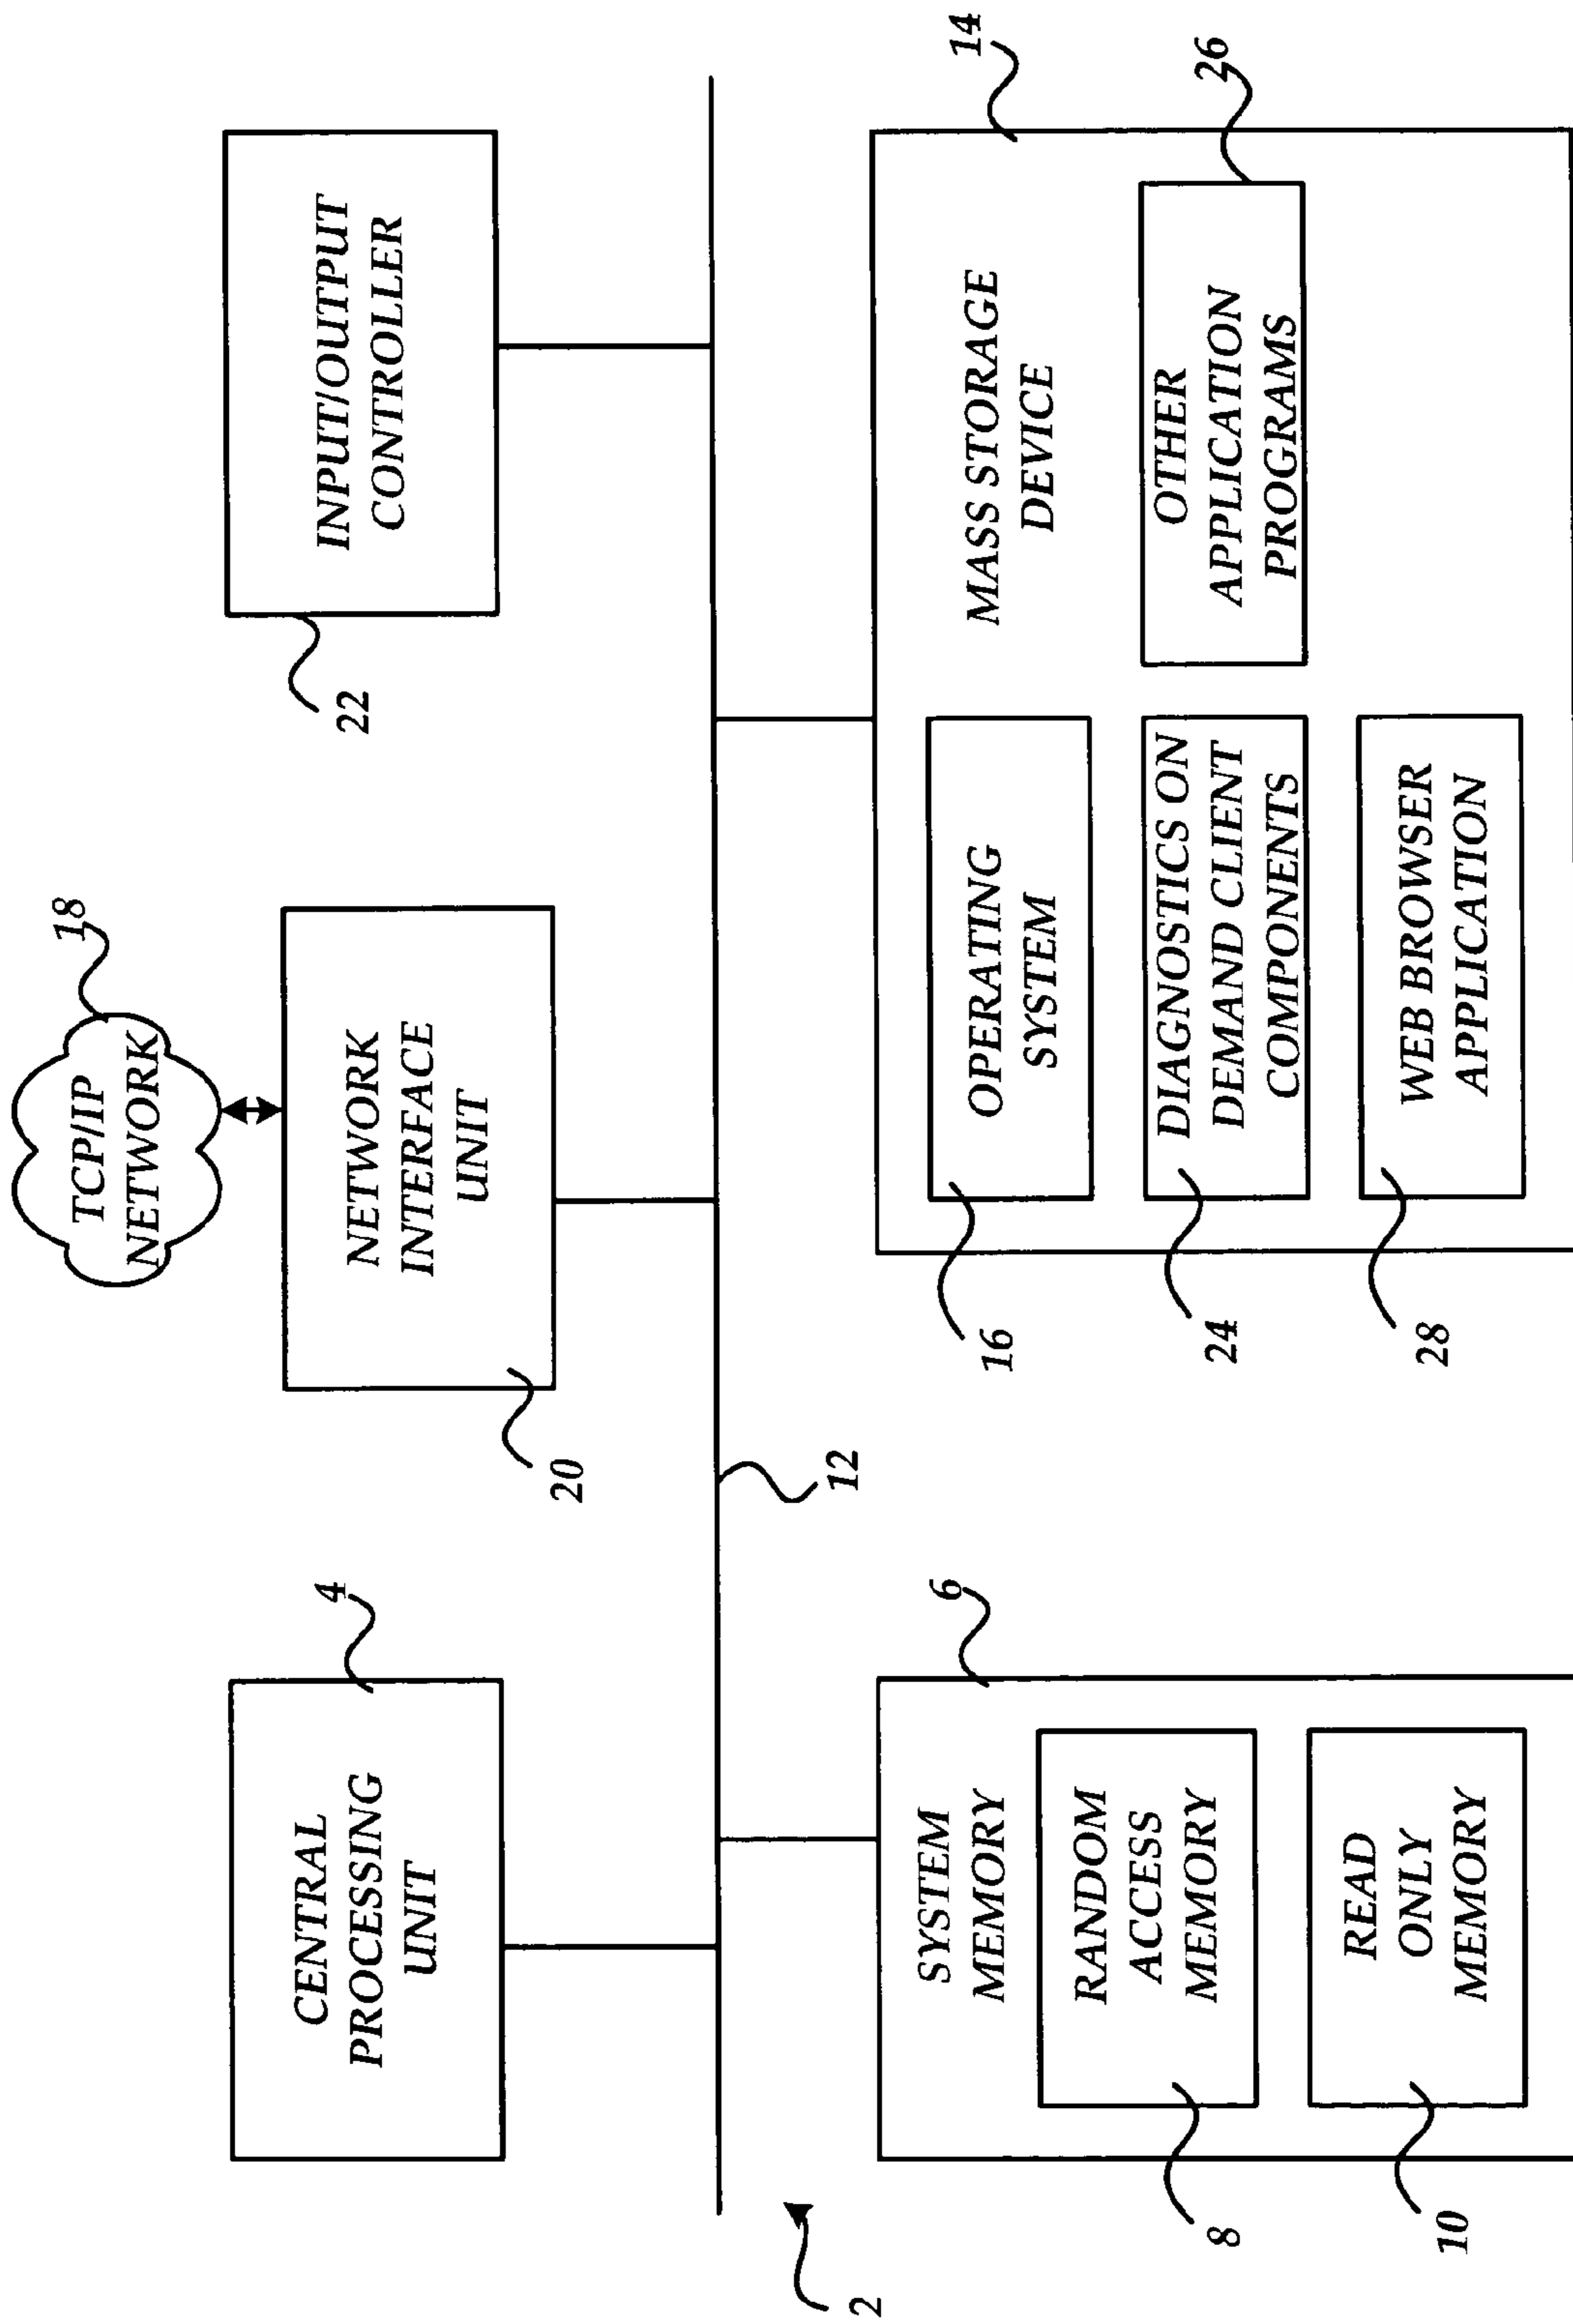 18
TCP/IP
NETWORK
4
CENTRAL
PROCESSING
UNIT
NETWORK
INTERFACE
UNIT
20
INPUT/OUTPUT
CONTROLLER
22
12
2
6
SYSTEM
MEMORY
RANDOM
ACCESS
MEMORY
8
READ
ONLY
MEMORY
10
14
MASS STORAGE
DEVICE
OPERATING
SYSTEM
16
DIAGNOSTICS ON
DEMAND CLIENT
COMPONENTS
24
OTHER
APPLICATION
PROGRAMS
26
WEB BROWSER
APPLICATION
28